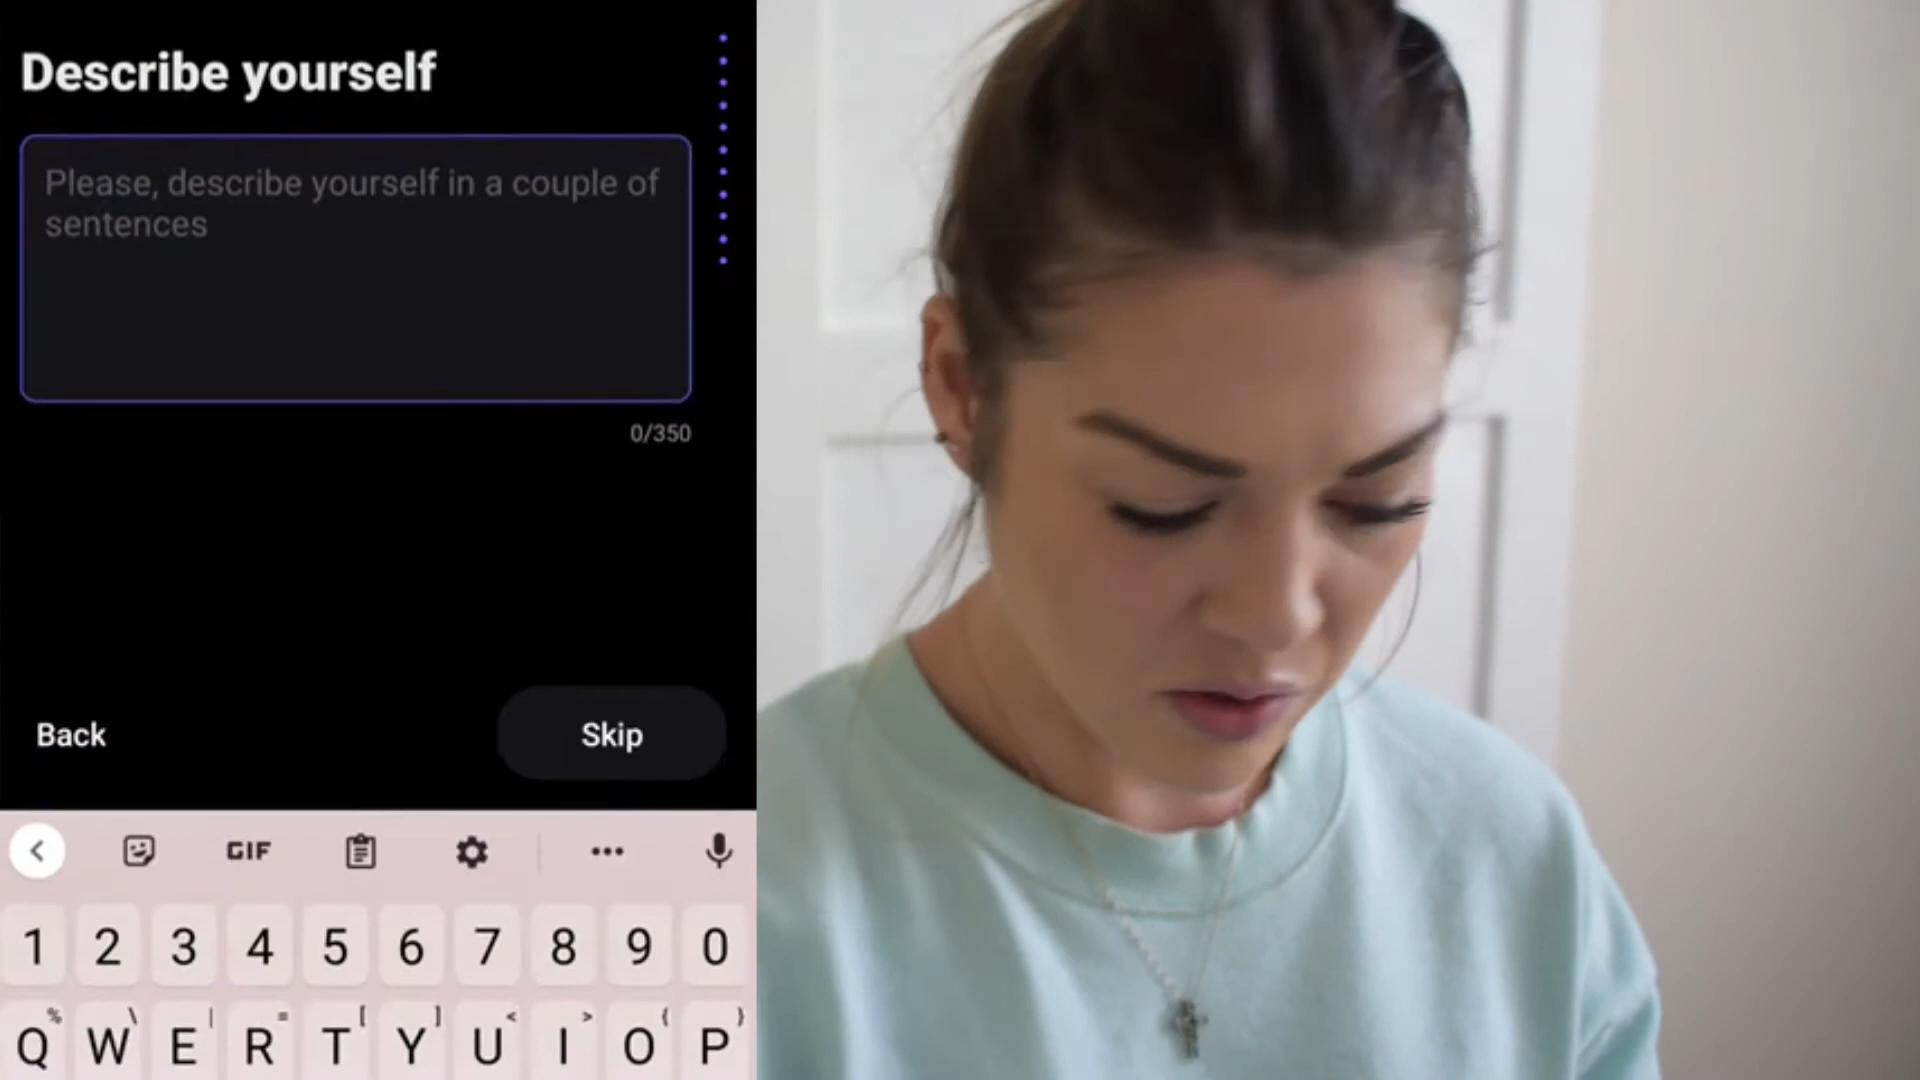 Describe yourself
Please, describe yourself in a couple of
sentences
0/350
Back
Skip
GIF
1 2 3 4 5 6 7 8 9 0
% \ | = [ ] < > { }
Q W E R T Y U I O P